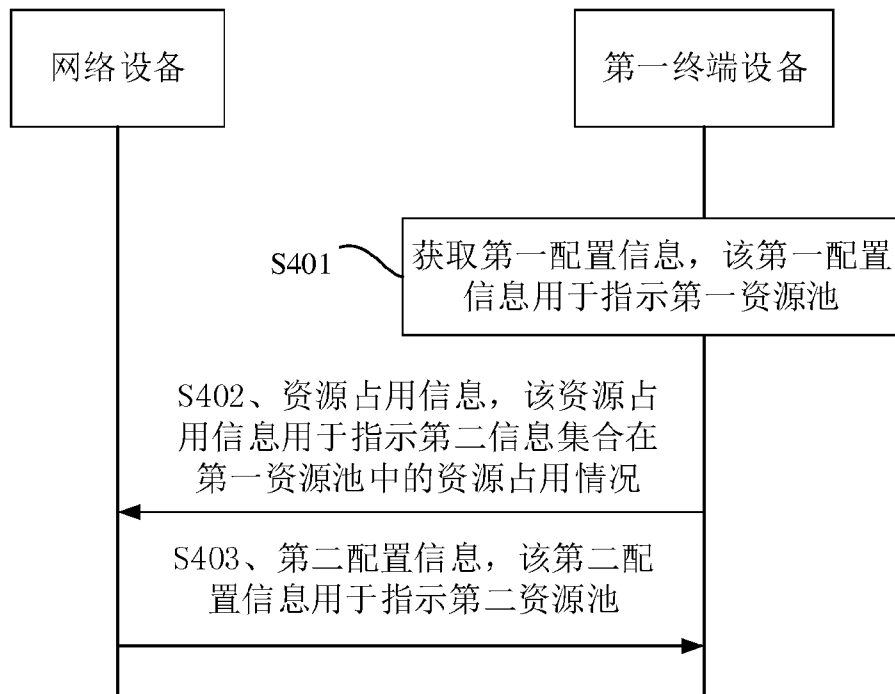 网络设备
第一终端设备
S401
获取第一配置信息，该第一配置
信息用于指示第一资源池
S402、资源占用信息，该资源占
用信息用于指示第二信息集合在
第一资源池中的资源占用情况
S403、第二配置信息，该第二配
置信息用于指示第二资源池